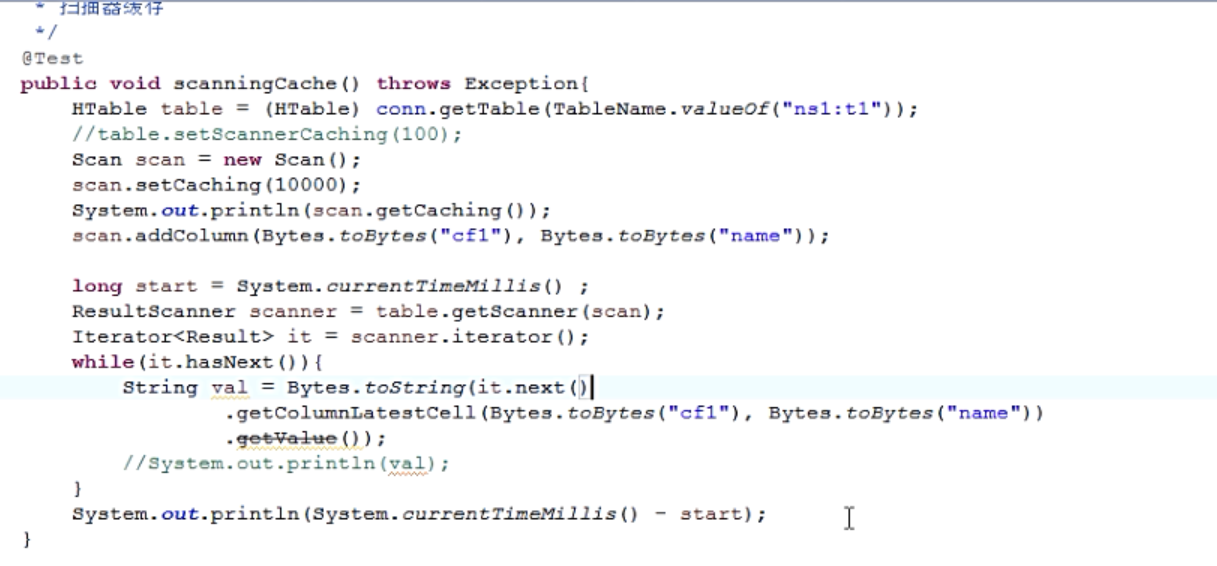 * 扫描器缓存
*/
@Test
public void scanningCache() throws Exception{
HTable table = (HTable) conn.getTable(TableName.valueOf("ns1:t1"));
//table.setScannerCaching(100);
Scan scan = new Scan();
scan.setCaching(10000);
System.out.println(scan.getCaching());
scan.addColumn(Bytes.toBytes("cf1"), Bytes.toBytes("name"));
long start = System.currentTimeMillis() ;
ResultScanner scanner = table.getScanner(scan);
Iterator<Result> it = scanner.iterator();
while(it.hasNext()){
String val = Bytes.toString(it.next()
.getColumnLatestCell(Bytes.toBytes("cf1"), Bytes.toBytes("name"))
.getValue());
//System.out.println(val);
}
System.out.println(System.currentTimeMillis() - start);
}